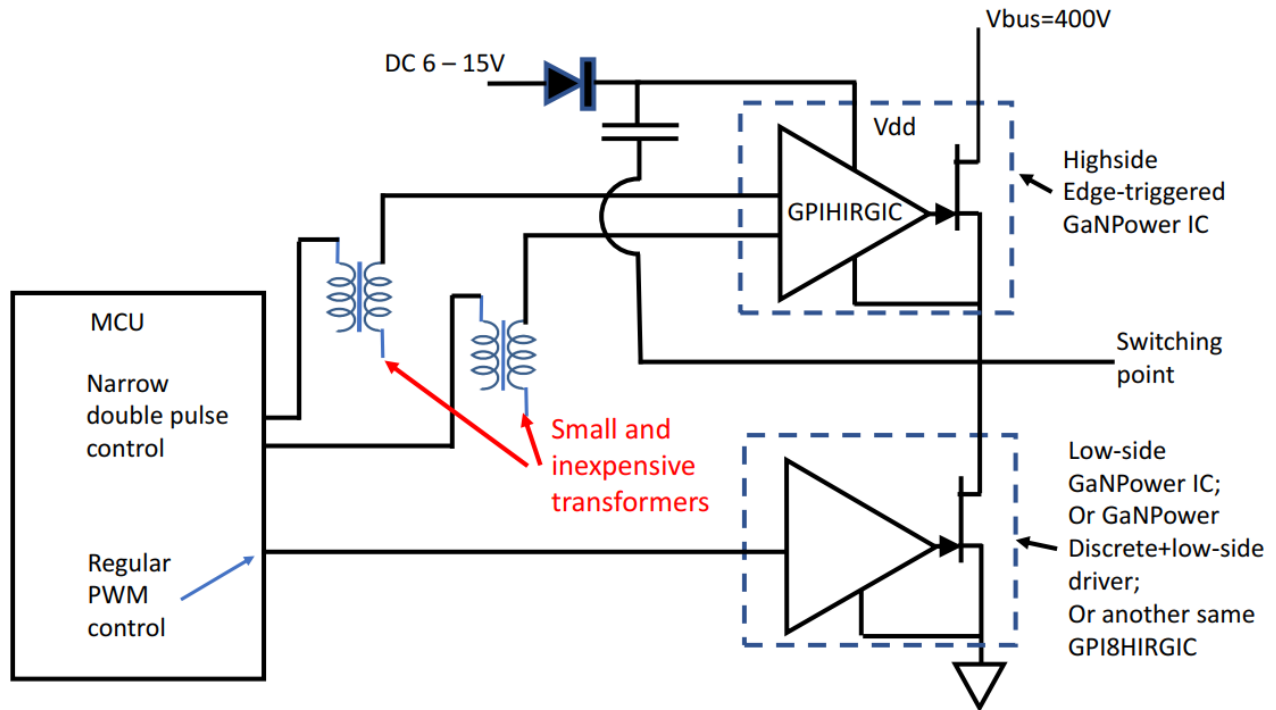 Vbus=400V
DC 6 – 15V
Vdd
GPIHIRGIC
Highside
Edge-triggered
GaNPower IC
MCU
Narrow
double pulse
control
Small and
inexpensive
transformers
Switching
point
Regular
PWM
control
Low-side
GaNPower IC;
Or GaNPower
Discrete+low-side
driver;
Or another same
GPI8HIRGIC